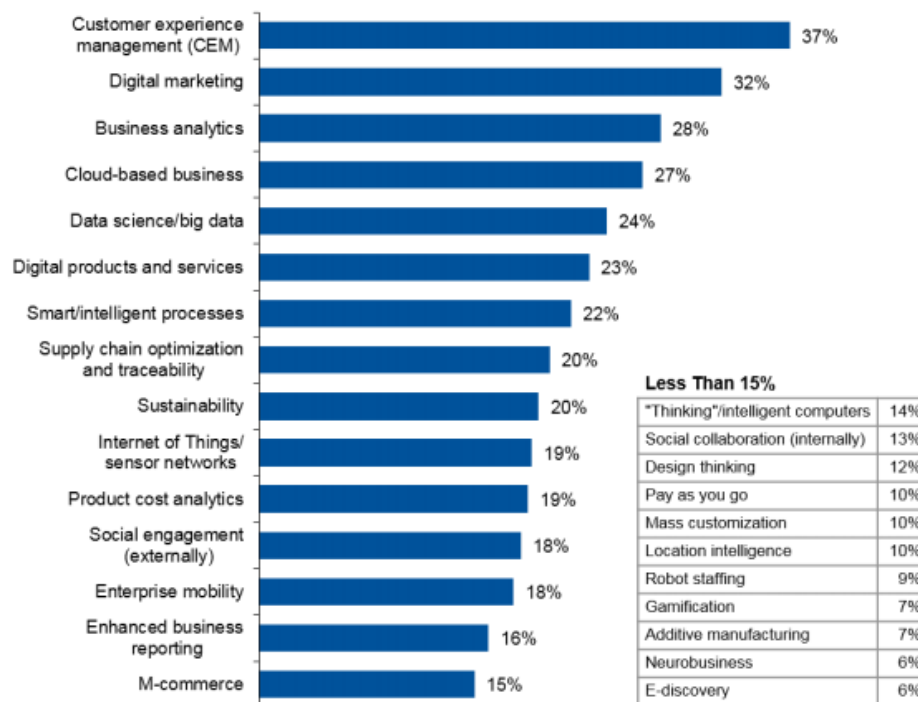 Customer experience
management (CEM)
37%
Digital marketing
32%
Business analytics
28%
Cloud-based business
27%
Data science/big data
24%
Digital products and services
23%
Smart/intelligent processes
22%
Supply chain optimization
and traceability
20%
Sustainability
20%
Internet of Things/
sensor networks
19%
Product cost analytics
19%
Social engagement
(externally)
18%
Enterprise mobility
18%
Enhanced business
reporting
16%
M-commerce
15%
Less Than 15%
"Thinking"/intelligent computers 14%
Social collaboration (internally) 13%
Design thinking 12%
Pay as you go 10%
Mass customization 10%
Location intelligence 10%
Robot staffing 9%
Gamification 7%
Additive manufacturing 7%
Neurobusiness 6%
E-discovery 6%